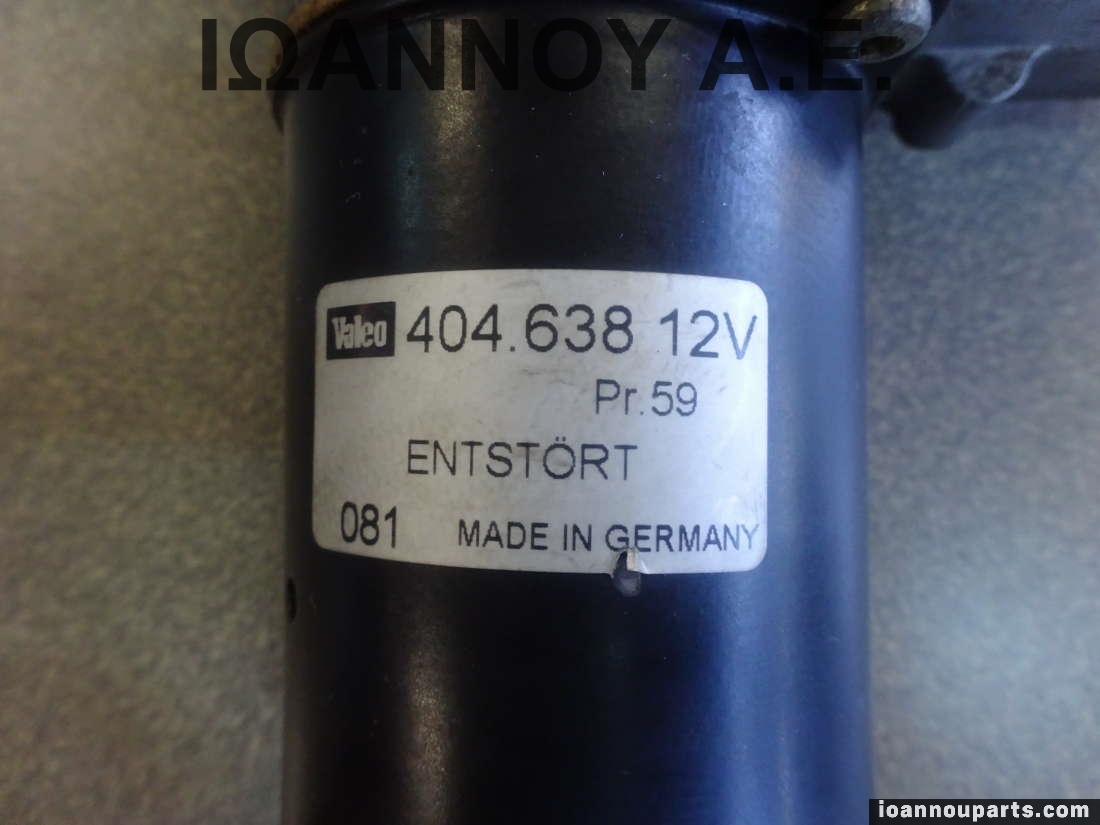 ΙΩΑΝΝΟΥ Α.Ε.
Valeo 404.638 12V
Pr.59
ENTSTÖRT
081 MADE IN GERMANY
ioannouparts.com